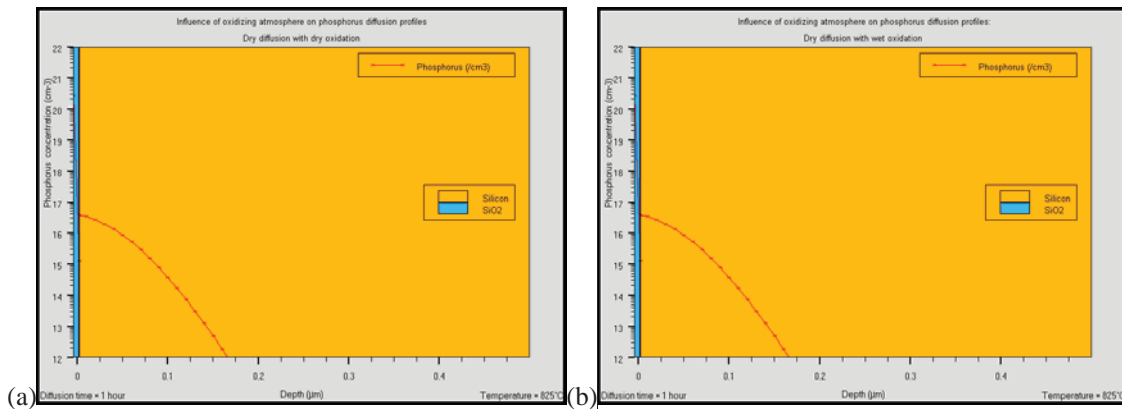 Influence of oxidizing atmosphere on phosphorus diffusion profiles
Dry diffusion with dry oxidation
Phosphorus (/cm3)
Phosphorus concentration (cm-3)
22
21
20
19
18
17
16
15
14
13
12
Silicon
SiO2
0
0.1
0.2
0.3
0.4
Depth (µm)
(a)
Diffusion time = 1 hour
Temperature = 825°C
Influence of oxidizing atmosphere on phosphorus diffusion profiles:
Dry diffusion with wet oxidation
Phosphorus (/cm3)
Phosphorus concentration (cm-3)
22
21
20
19
18
17
16
15
14
13
12
Silicon
SiO2
0
0.1
0.2
0.3
0.4
Depth (µm)
(b)
Diffusion time = 1 hour
Temperature = 825°C